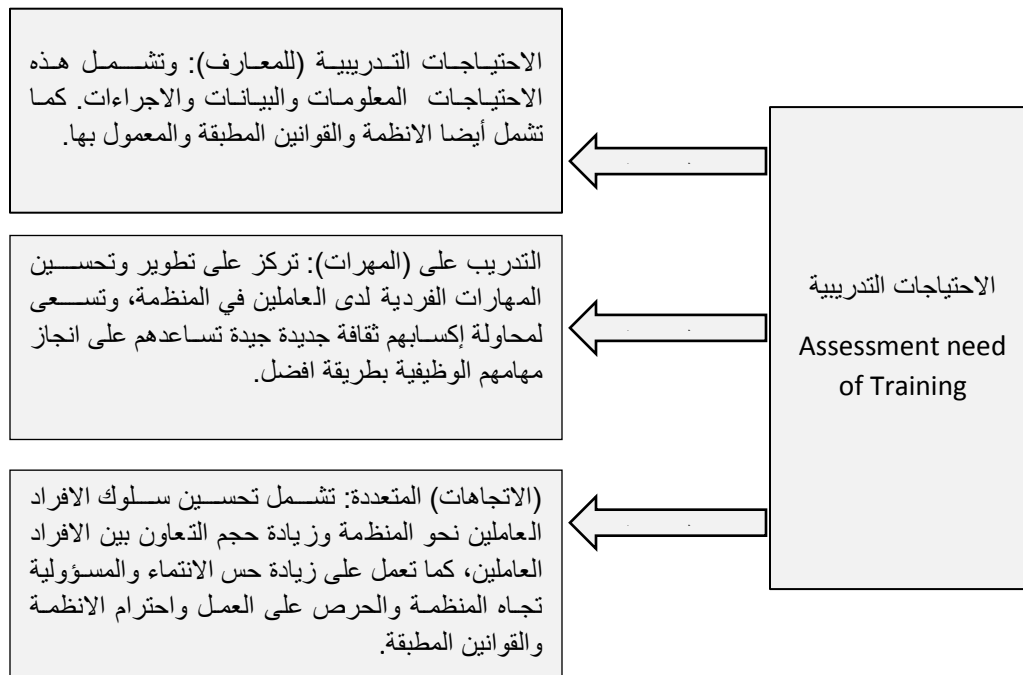 الاحتياجات التدريبية (للمعارف): وتشمل هذه
الاحتياجات المعلومات والبيانات والاجراءات. كما
تشمل أيضا الانظمة والقوانين المطبقة والمعمول بها.
التدريب على (المهرات): تركز على تطوير وتحسين
المهارات الفردية لدى العاملين في المنظمة، وتسعى
لمحاولة إكسابهم ثقافة جديدة جيدة تساعدهم على انجاز
مهامهم الوظيفية بطريقة افضل.
(الاتجاهات) المتعددة: تشمل تحسين سلوك الافراد
العاملين نحو المنظمة وزيادة حجم التعاون بين الافراد
العاملين، كما تعمل على زيادة حس الانتماء والمسؤولية
تجاه المنظمة والحرص على العمل واحترام الانظمة
والقوانين المطبقة.
الاحتياجات التدريبية
Assessment need
of Training